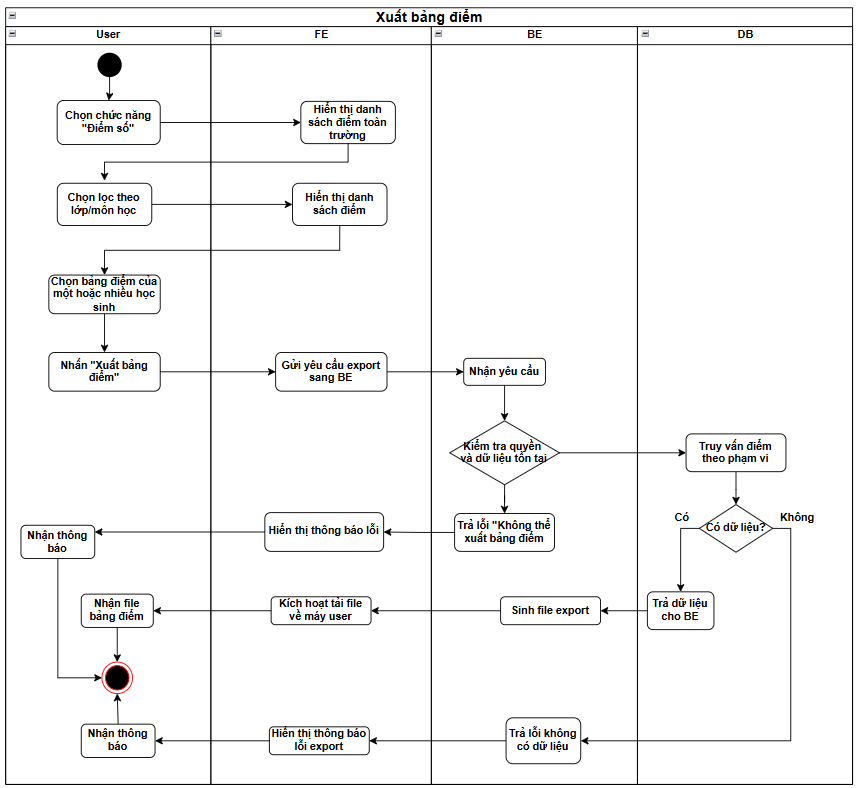 Xuất bảng điểm
User
FE
BE
DB
Chọn chức năng
"Điểm số"
Hiển thị danh
sách điểm toàn
trường
Chọn lọc theo
lớp/môn học
Hiển thị danh
sách điểm
Chọn bảng điểm của
một hoặc nhiều học
sinh
Nhấn "Xuất bảng
điểm"
Gửi yêu cầu export
sang BE
Nhận yêu cầu
Kiểm tra quyền
và dữ liệu tồn tại
Truy vấn điểm
theo phạm vi
Có
Không
Có dữ liệu?
Trả lỗi "Không thể
xuất bảng điểm
Hiển thị thông báo lỗi
Nhận thông
báo
Nhận file
bảng điểm
Kích hoạt tải file
về máy user
Sinh file export
Trả dữ liệu
cho BE
Nhận thông
báo
Hiển thị thông báo
lỗi export
Trả lỗi không
có dữ liệu